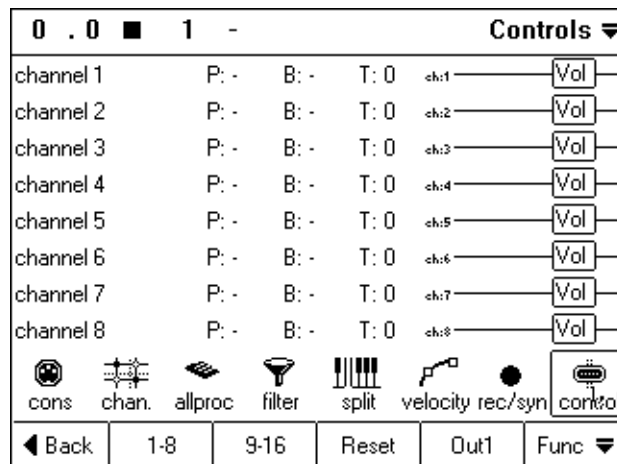 0 .0 ■ 1 - Controls
channel 1 P: - B: - T: 0 ch:1 Vol
channel 2 P: - B: - T: 0 ch:2 Vol
channel 3 P: - B: - T: 0 ch:3 Vol
channel 4 P: - B: - T: 0 ch:4 Vol
channel 5 P: - B: - T: 0 ch:5 Vol
channel 6 P: - B: - T: 0 ch:6 Vol
channel 7 P: - B: - T: 0 ch:7 Vol
channel 8 P: - B: - T: 0 ch:8 Vol
cons chan. allproc filter split velocity rec/syn control
Back 1-8 9-16 Reset Out1 Func